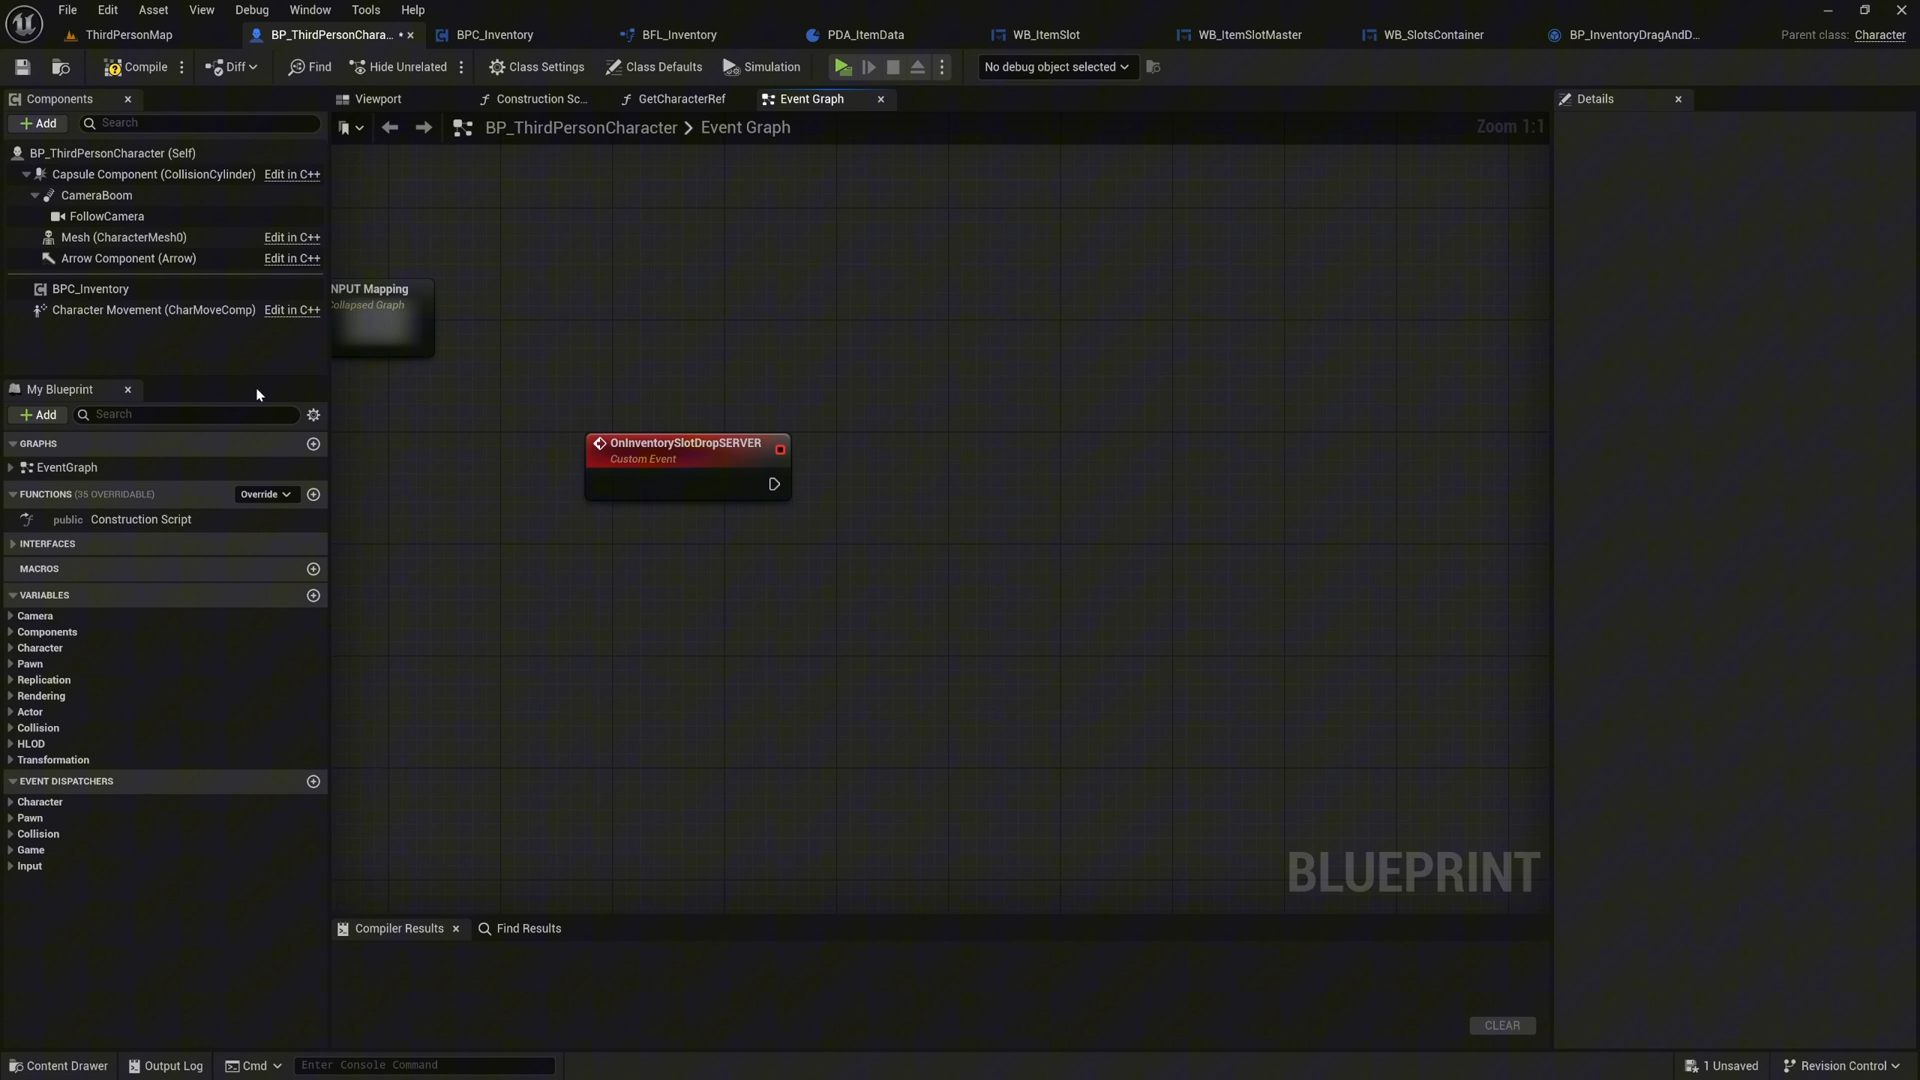 File Edit Asset View Debug Window Tools Help
ThirdPersonMap
BP_ThirdPersonChara... •
BPC_Inventory
BFL_Inventory
PDA_ItemData
WB_ItemSlot
WB_ItemSlotMaster
WB_SlotsContainer
BP_InventoryDragAndD...
Parent class: Character
Compile
Diff
Find
Hide Unrelated
Class Settings
Class Defaults
Simulation
No debug object selected
Components
Viewport
Construction Sc...
GetCharacterRef
Event Graph
Details
Add
Search
BP_ThirdPersonCharacter > Event Graph
Zoom 1:1
BP_ThirdPersonCharacter (Self)
Capsule Component (CollisionCylinder) Edit in C++
CameraBoom
FollowCamera
Mesh (CharacterMesh0) Edit in C++
Arrow Component (Arrow) Edit in C++
BPC_Inventory
Character Movement (CharMoveComp) Edit in C++
NPUT Mapping
Collapsed Graph
My Blueprint
Add
Search
GRAPHS
EventGraph
FUNCTIONS (35 OVERRIDABLE) Override
public Construction Script
INTERFACES
MACROS
VARIABLES
Camera
Components
Character
Pawn
Replication
Rendering
Actor
Collision
HLOD
Transformation
EVENT DISPATCHERS
Character
Pawn
Collision
Game
Input
OnInventorySlotDropSERVER
Custom Event
BLUEPRINT
Compiler Results
Find Results
CLEAR
Content Drawer
Output Log
Cmd
Enter Console Command
1 Unsaved
Revision Control